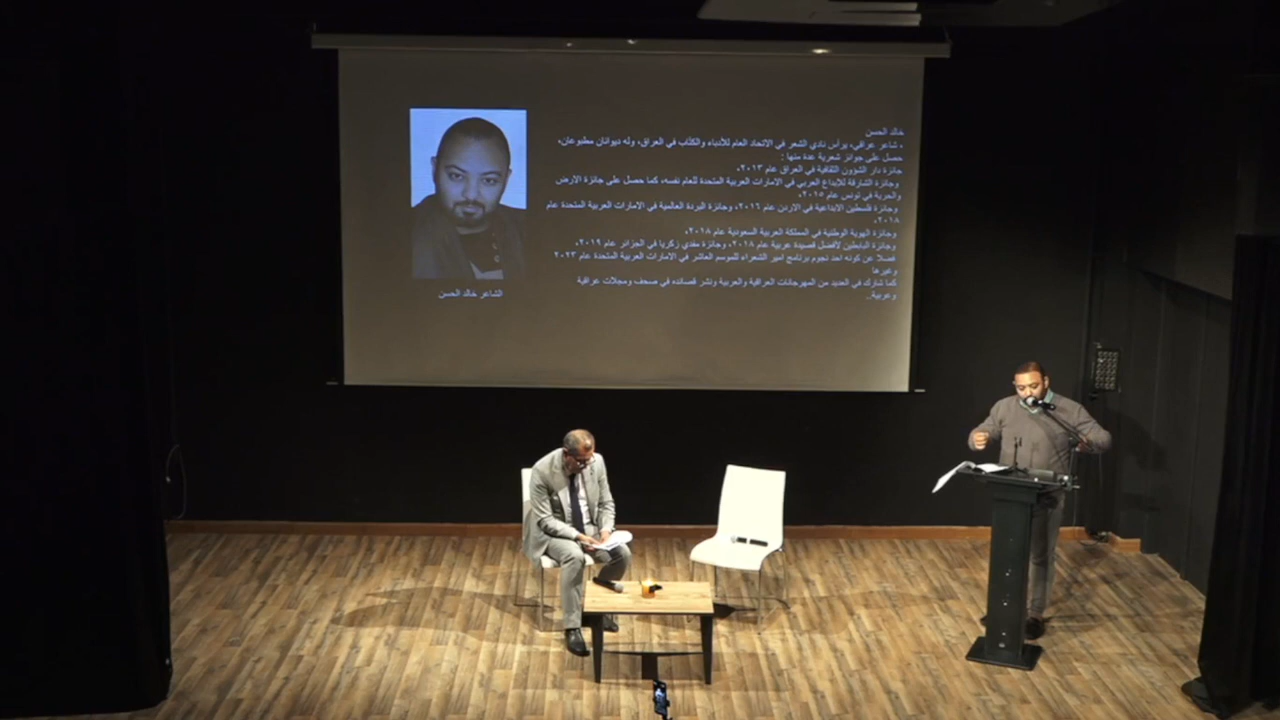 خالد الحسن
، شاعر عراقي، يرأس نادي الشعر في الاتحاد العام للأدباء والكتّاب في العراق، وله ديوانان مطبوعان،
حصل على جوائز شعرية عدة منها :
جائزة دار الشؤون الثقافية في العراق عام ٢٠١٣،
وجائزة الشارقة للأبداع العربي في الامارات العربية المتحدة للعام نفسه، كما حصل على جائزة الارض
والحرية في تونس عام ٢٠١٥،
وجائزة فلسطين الابداعية في الاردن عام ٢٠١٦، وجائزة البردة العالمية في الامارات العربية المتحدة عام
٢٠١٨،
وجائزة الهوية الوطنية في المملكة العربية السعودية عام ٢٠١٨،
وجائزة البابطين لأفضل قصيدة عربية عام ٢٠١٨، وجائزة مفدي زكريا في الجزائر عام ٢٠١٩،
فضلا عن كونه احد نجوم برنامج أمير الشعراء للموسم العاشر في الامارات العربية المتحدة عام ٢٠٢٣
وغيرها
كما شارك في العديد من المهرجانات العراقية والعربية ونشر قصائده في صحف ومجلات عراقية
وعربية..
الشاعر خالد الحسن